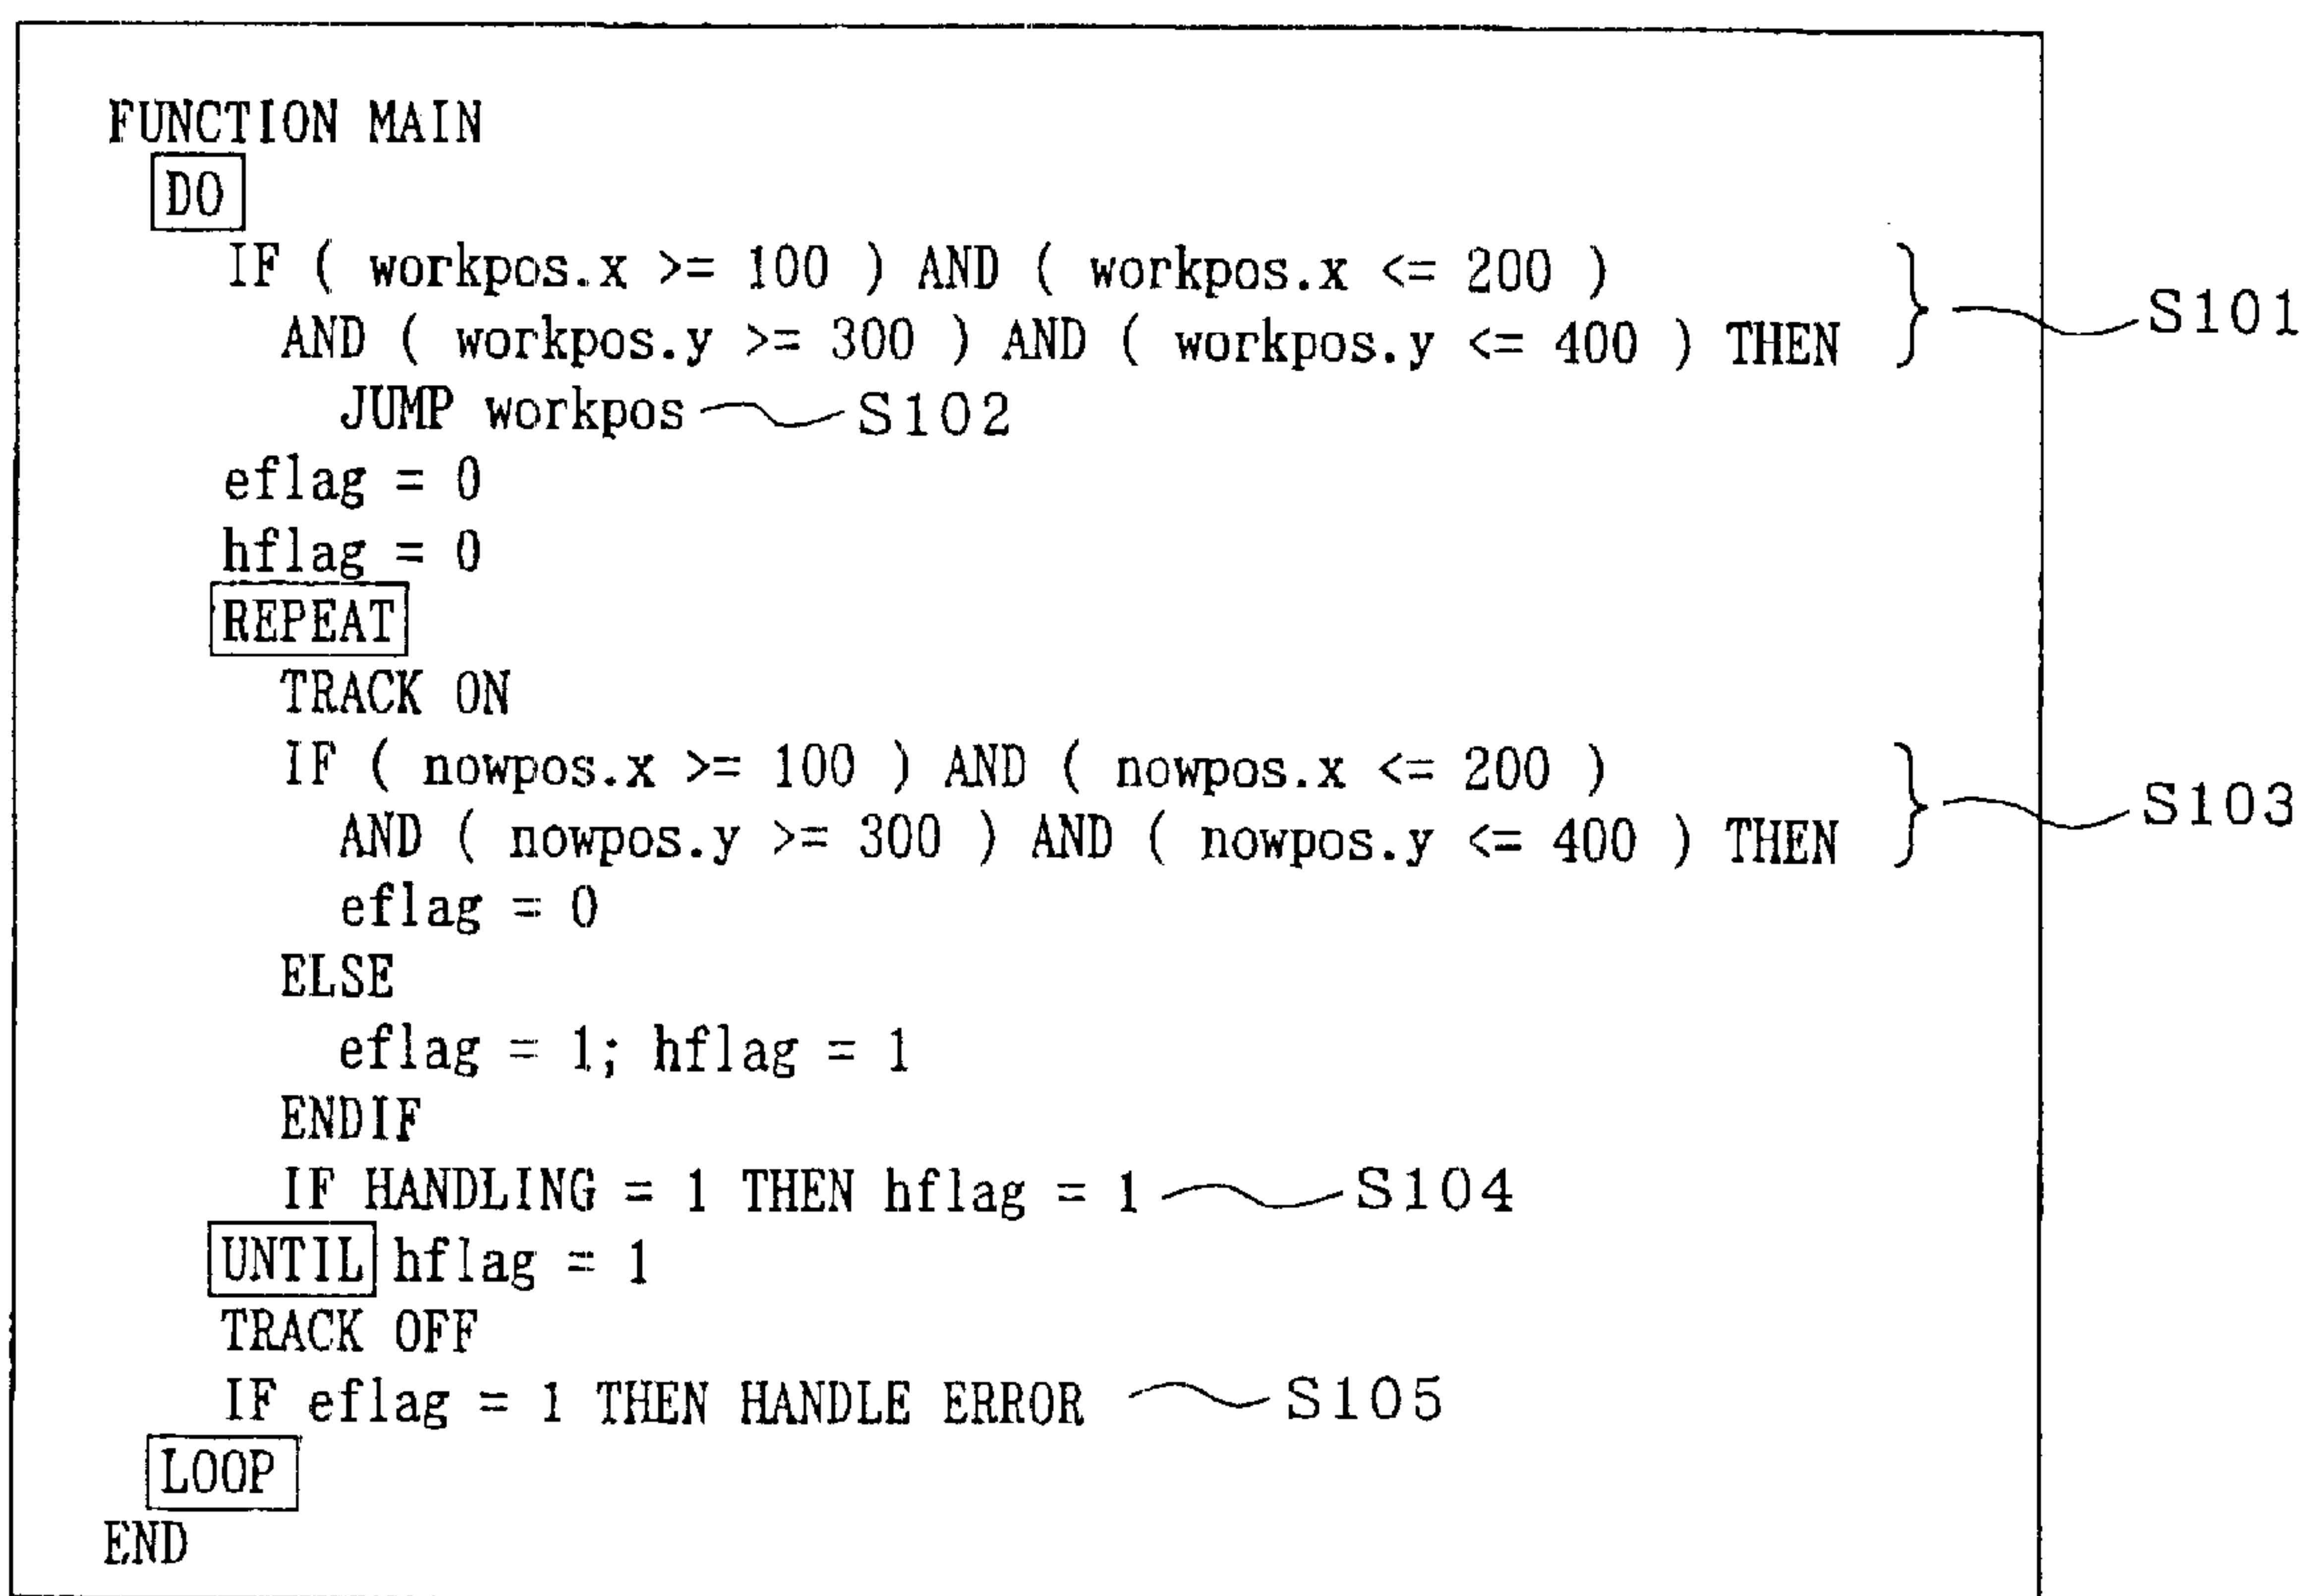 FUNCTION MAIN
DO
IF ( workpos.x >= 100 ) AND ( workpos.x <= 200 )
AND ( workpos.y >= 300 ) AND ( workpos.y <= 400 ) THEN
S101
JUMP workpos S102
eflag = 0
hflag = 0
REPEAT
TRACK ON
IF ( nowpos.x >= 100 ) AND ( nowpos.x <= 200 )
AND ( nowpos.y >= 300 ) AND ( nowpos.y <= 400 ) THEN
S103
eflag = 0
ELSE
eflag = 1; hflag = 1
ENDIF
IF HANDLING = 1 THEN hflag = 1 S104
UNTIL hflag = 1
TRACK OFF
IF eflag = 1 THEN HANDLE ERROR S105
LOOP
END